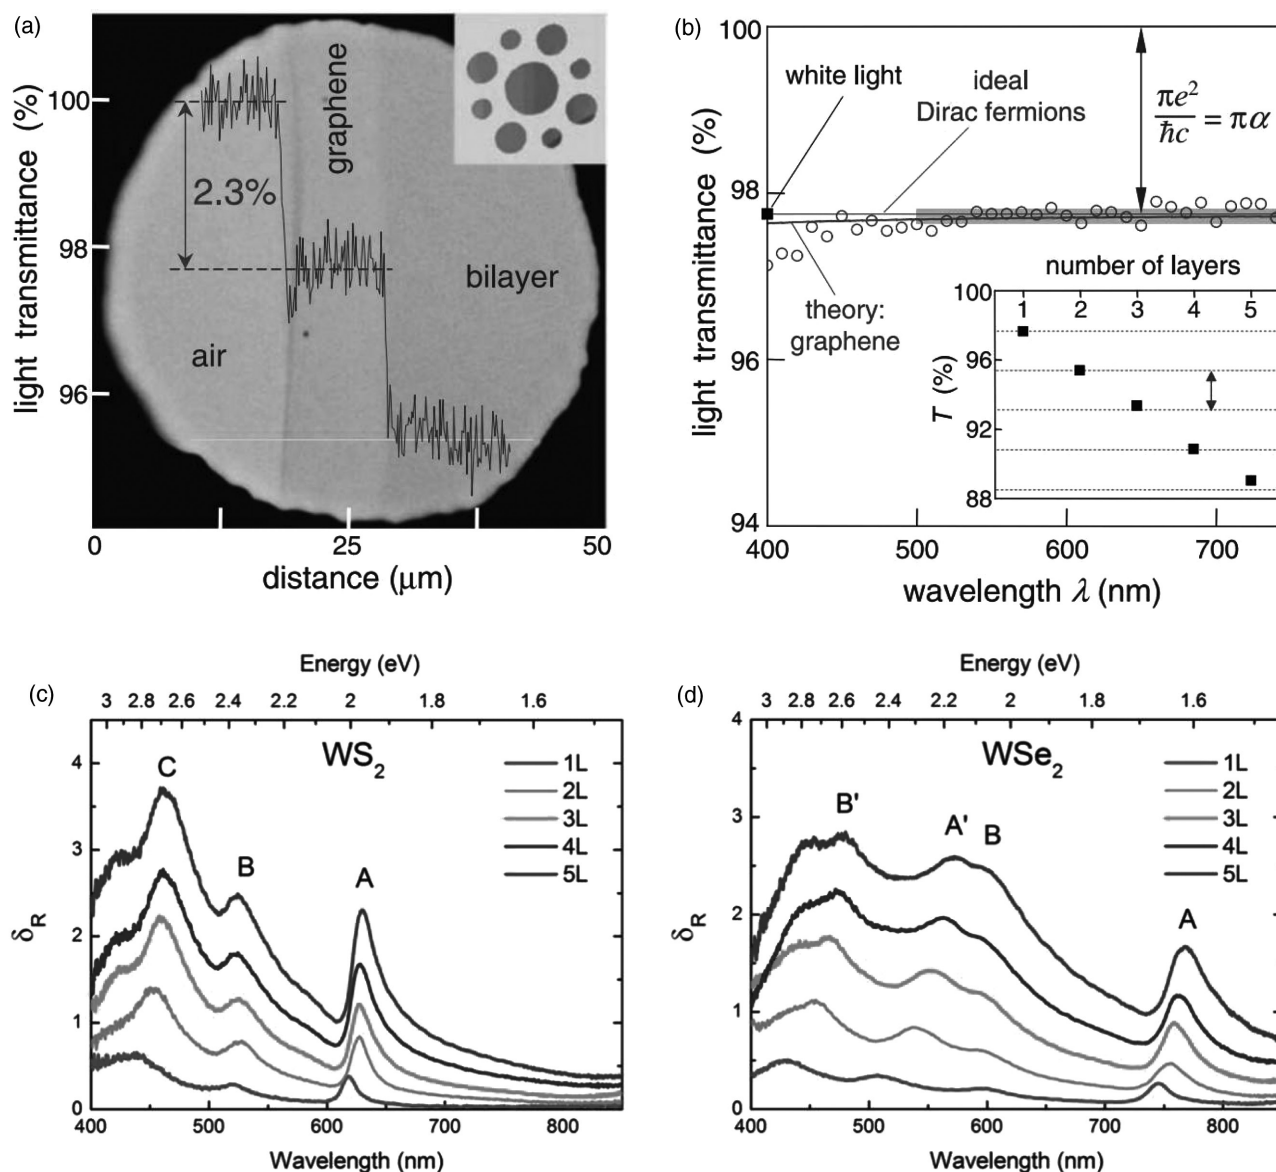 (a)
light transmittance (%)
100
98
96
2.3%
graphene
air
bilayer
0
25
50
distance (μm)
(b)
light transmittance (%)
100
98
96
94
white light
ideal
Dirac fermions
πe²/ħc = πα
theory:
graphene
number of layers
1 2 3 4 5
T (%)
100
96
92
88
400 500 600 700
wavelength λ (nm)
(c)
Energy (eV)
3 2.8 2.6 2.4 2.2 2 1.8 1.6
WS₂
δ_R
4
3
2
1
0
C
B
A
1L
2L
3L
4L
5L
400 500 600 700 800
Wavelength (nm)
(d)
Energy (eV)
3 2.8 2.6 2.4 2.2 2 1.8 1.6
WSe₂
δ_R
4
3
2
1
0
B'
A'
B
A
1L
2L
3L
4L
5L
400 500 600 700 800
Wavelength (nm)